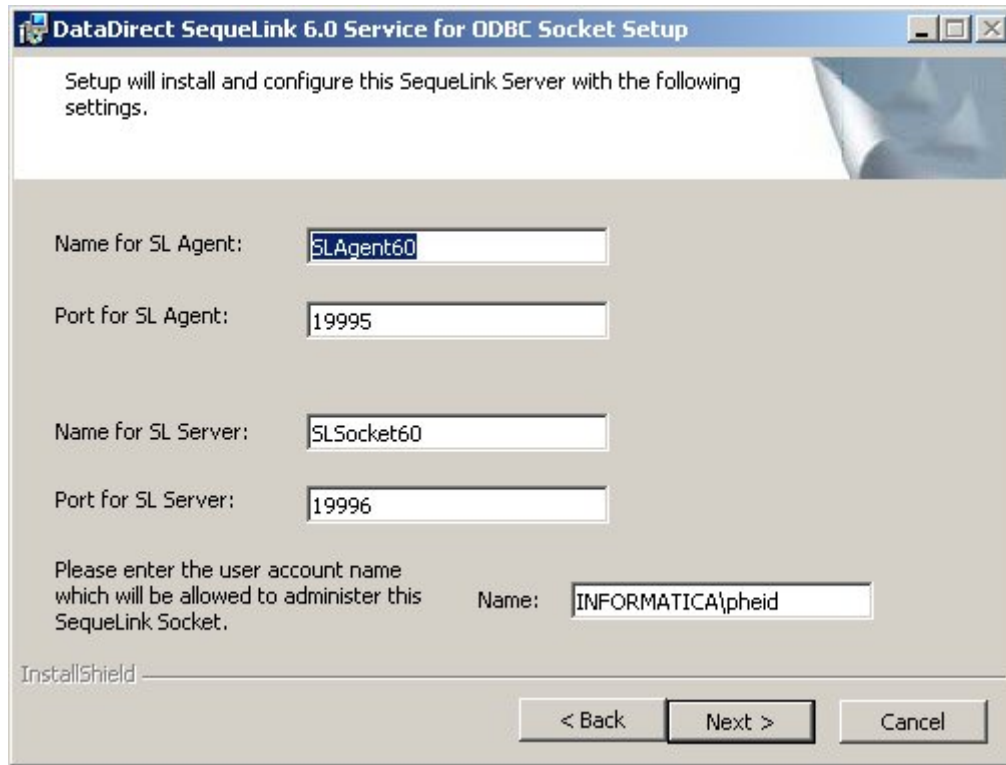 DataDirect SequeLink 6.0 Service for ODBC Socket Setup
Setup will install and configure this SequeLink Server with the following
settings.
Name for SL Agent:
SLAgent60
Port for SL Agent:
19995
Name for SL Server:
SLSocket60
Port for SL Server:
19996
Please enter the user account name
which will be allowed to administer this
SequeLink Socket.
Name:
INFORMATICA\pheid
InstallShield
< Back
Next >
Cancel